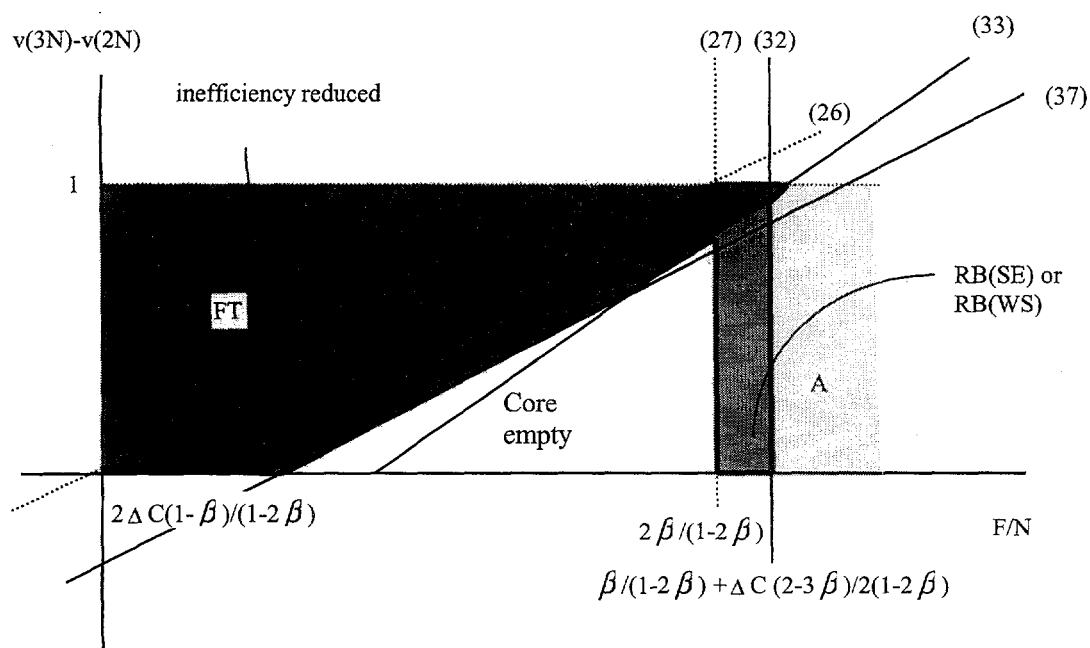 v(3N)-v(2N)
(27)
(32)
(33)
(37)
inefficiency reduced
(26)
1
FT
RB(SE) or
RB(WS)
A
Core
empty
2ΔC(1-β)/(1-2β)
2β/(1-2β)
F/N
β/(1-2β)+ΔC(2-3β)/2(1-2β)